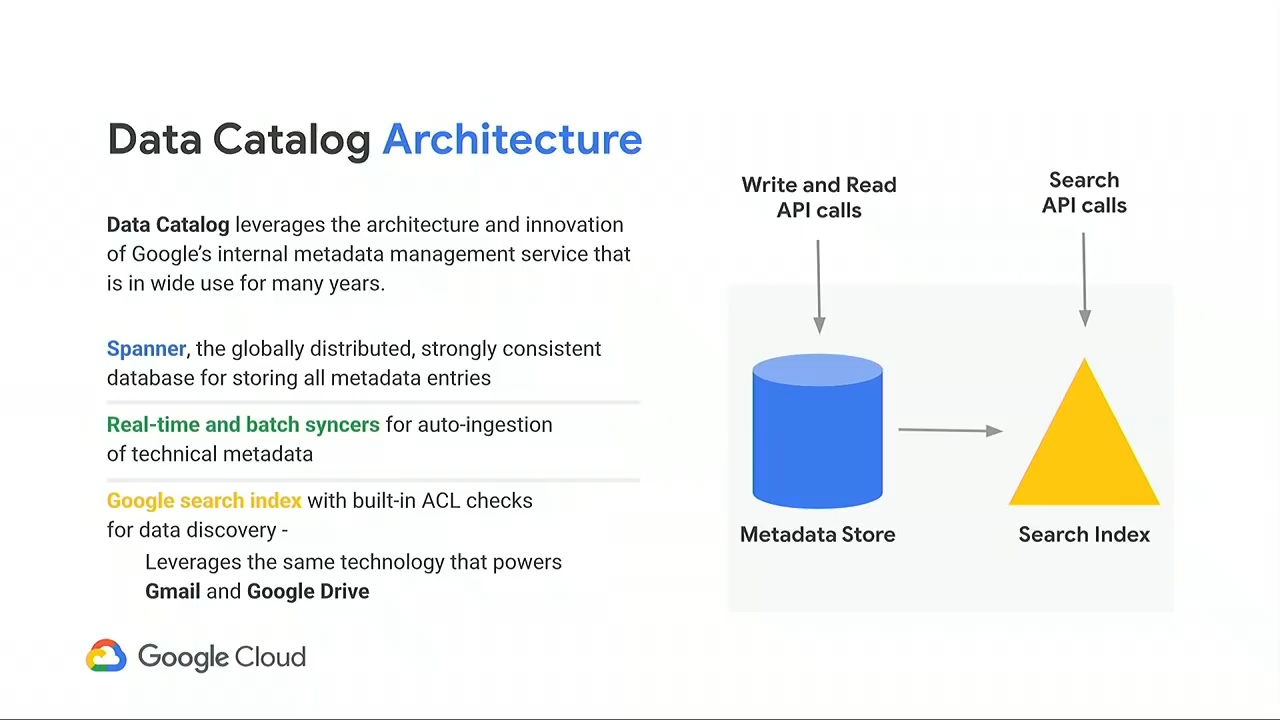 Data Catalog Architecture
Data Catalog leverages the architecture and innovation
of Google's internal metadata management service that
is in wide use for many years.
Spanner, the globally distributed, strongly consistent
database for storing all metadata entries
Real-time and batch syncers for auto-ingestion
of technical metadata
Google search index with built-in ACL checks
for data discovery -
Leverages the same technology that powers
Gmail and Google Drive
Google Cloud
Write and Read
API calls
Search
API calls
Metadata Store
Search Index